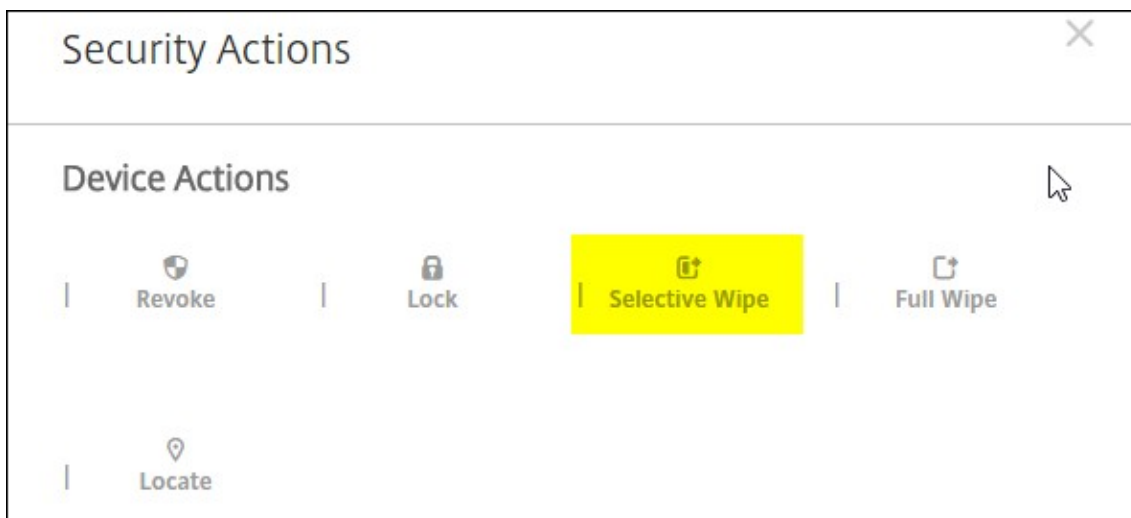 Security Actions
Device Actions
Revoke
Lock
Selective Wipe
Full Wipe
Locate